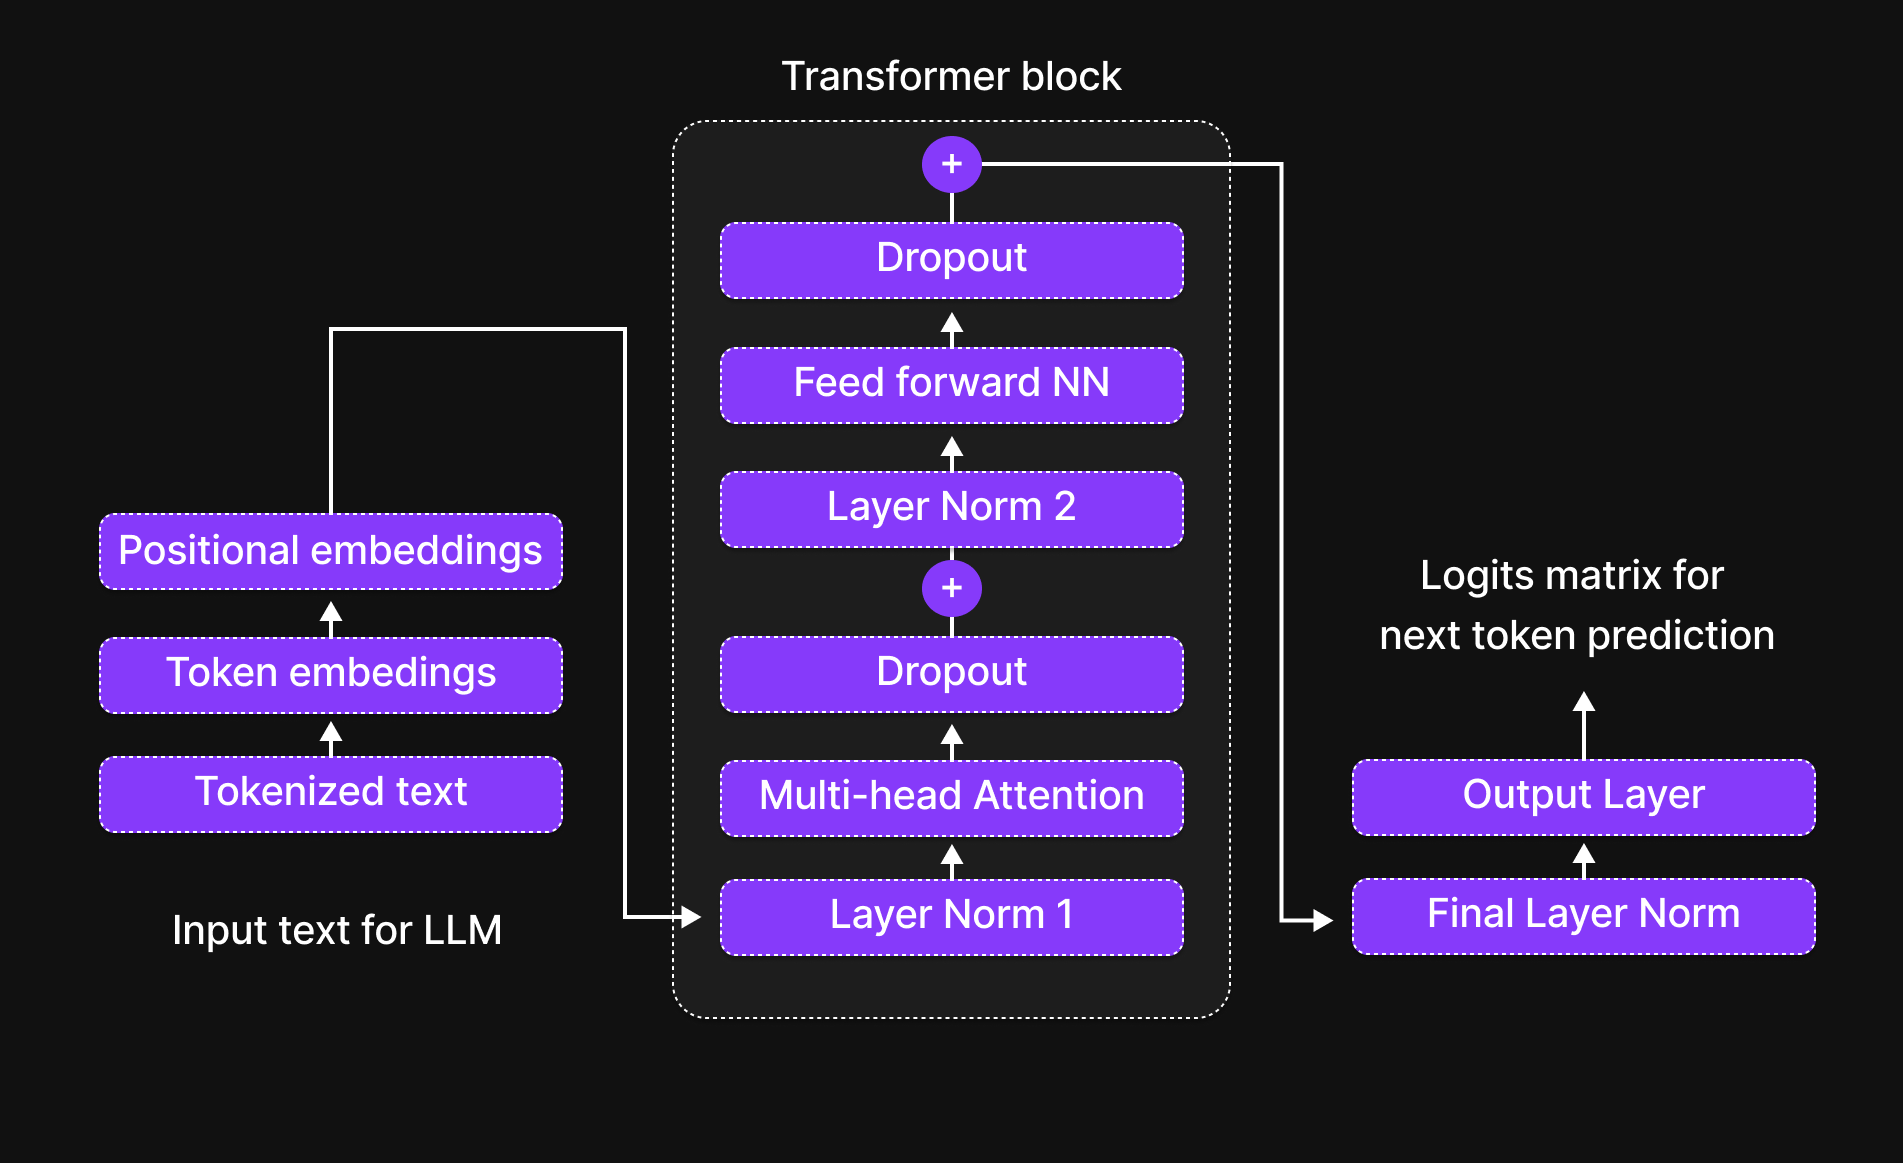 Transformer block
+
Dropout
Feed forward NN
Layer Norm 2
+
Dropout
Multi-head Attention
Layer Norm 1
Positional embeddings
Token embedings
Tokenized text
Input text for LLM
Logits matrix for
next token prediction
Output Layer
Final Layer Norm